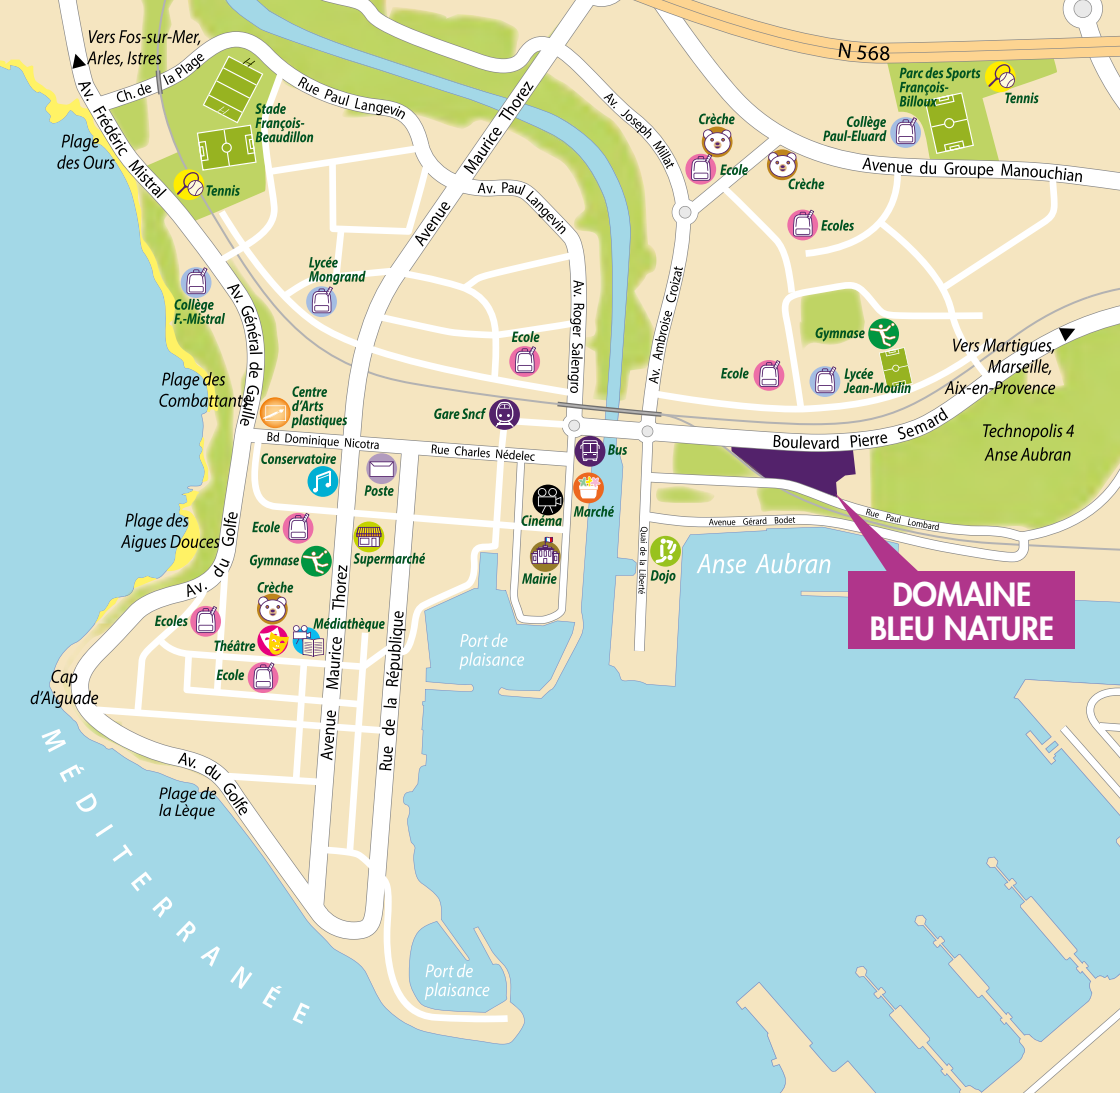 Vers Fos-sur-Mer,
Arles, Istres
Ch. de la Plage
Av. Frédéric Mistral
Plage
des Ours
Stade
François-
Beaudillon
Tennis
Rue Paul Langevin
Avenue Maurice Thorez
Av. Paul Langevin
Av. Joseph Millat
N 568
Parc des Sports
François-
Billoux
Tennis
Collège
Paul-Eluard
Avenue du Groupe Manouchian
Crèche
Ecole
Crèche
Ecoles
Lycée
Mongrand
Collège
F.-Mistral
Av. Général de Gaulle
Av. Roger Salengro
Av. Ambroise Croizat
Ecole
Gymnase
Ecole
Lycée
Jean-Moulin
Vers Martigues,
Marseille,
Aix-en-Provence
Plage des
Combattants
Centre
d'Arts
plastiques
Gare Sncf
Bd Dominique Nicotra
Rue Charles Nédelec
Boulevard Pierre Semard
Technopolis 4
Anse Aubran
Conservatoire
Poste
Bus
Marché
Cinéma
Mairie
Rue Paul Lombard
Avenue Gérard Bodet
Quai de la Liberté
Dojo
Anse Aubran
Plage des
Aigues Douces
Ecole
Gymnase
Supermarché
Av. du Golfe
Crèche
Ecoles
Médiathèque
Théâtre
Ecole
Avenue Maurice Thorez
Rue de la République
Port de
plaisance
DOMAINE
BLEU NATURE
Cap
d'Aiguade
Av. du Golfe
Plage de
la Lèque
MÉDITERRANÉE
Port de
plaisance